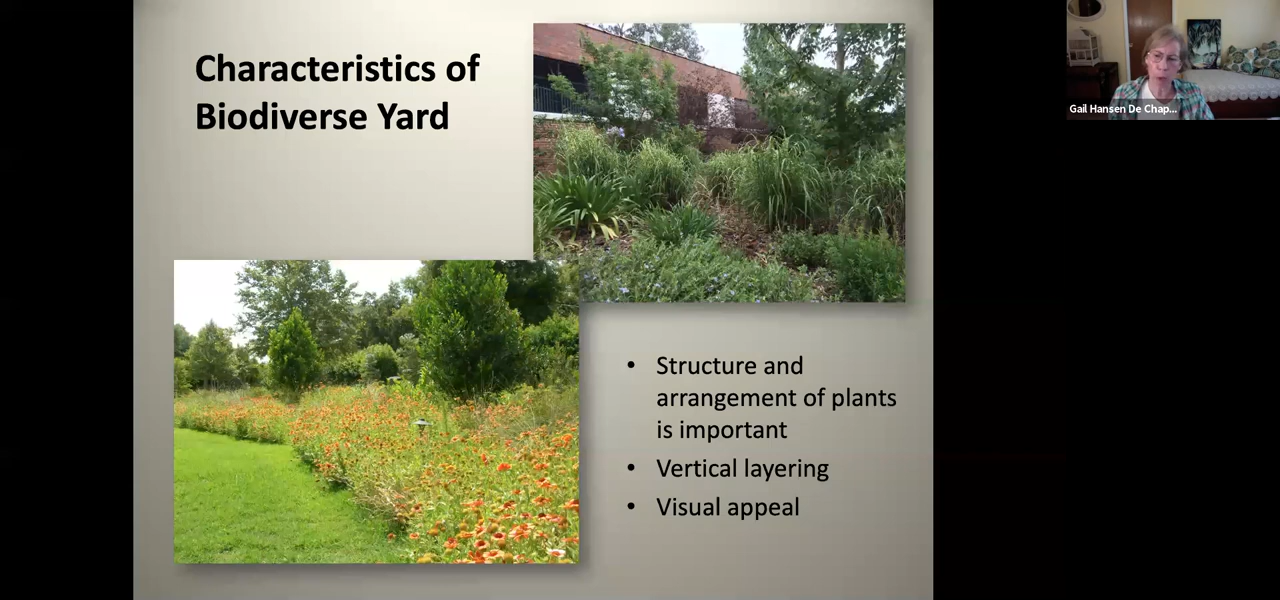 Characteristics of
Biodiverse Yard
Gail Hansen De Chap...
• Structure and
arrangement of plants
is important
• Vertical layering
• Visual appeal